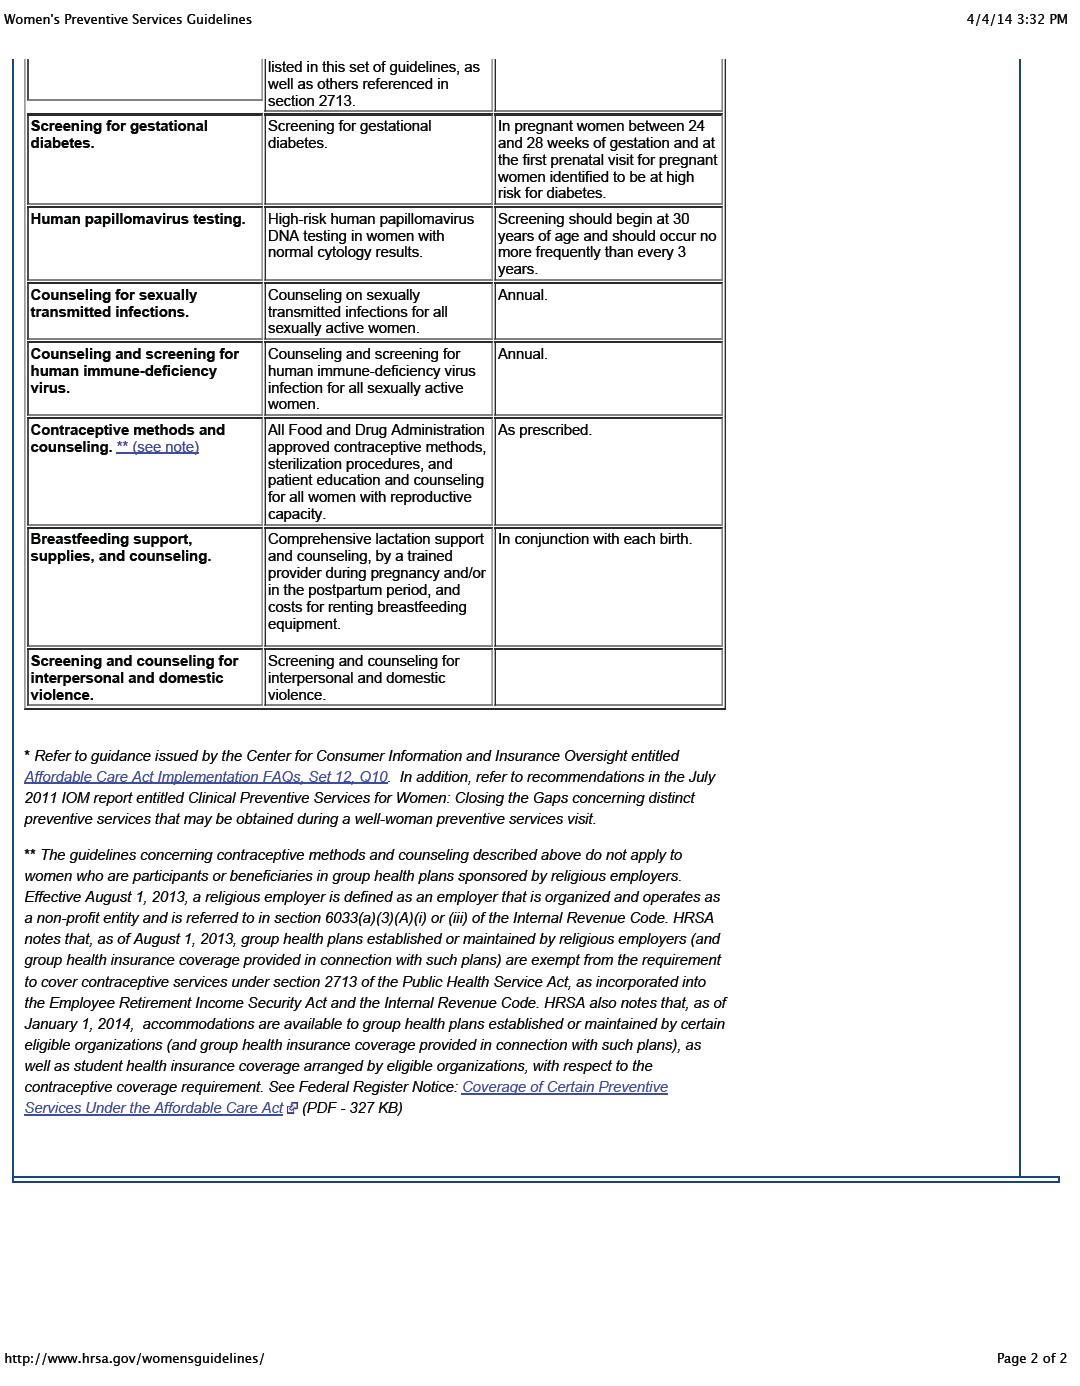 Women's Preventive Services Guidelines
4/4/14 3:32 PM
listed in this set of guidelines, as
well as others referenced in
section 2713.
Screening for gestational
diabetes.
Screening for gestational
diabetes.
In pregnant women between 24
and 28 weeks of gestation and at
the first prenatal visit for pregnant
women identified to be at high
risk for diabetes.
Human papillomavirus testing.
High-risk human papillomavirus
DNA testing in women with
normal cytology results.
Screening should begin at 30
years of age and should occur no
more frequently than every 3
years.
Counseling for sexually
transmitted infections.
Counseling on sexually
transmitted infections for all
sexually active women.
Annual.
Counseling and screening for
human immune-deficiency
virus.
Counseling and screening for
human immune-deficiency virus
infection for all sexually active
women.
Annual.
Contraceptive methods and
counseling. ** (see note)
All Food and Drug Administration
approved contraceptive methods,
sterilization procedures, and
patient education and counseling
for all women with reproductive
capacity.
As prescribed.
Breastfeeding support,
supplies, and counseling.
Comprehensive lactation support
and counseling, by a trained
provider during pregnancy and/or
in the postpartum period, and
costs for renting breastfeeding
equipment.
In conjunction with each birth.
Screening and counseling for
interpersonal and domestic
violence.
Screening and counseling for
interpersonal and domestic
violence.
* Refer to guidance issued by the Center for Consumer Information and Insurance Oversight entitled
Affordable Care Act Implementation FAQs, Set 12, Q10.  In addition, refer to recommendations in the July
2011 IOM report entitled Clinical Preventive Services for Women: Closing the Gaps concerning distinct
preventive services that may be obtained during a well-woman preventive services visit.
** The guidelines concerning contraceptive methods and counseling described above do not apply to
women who are participants or beneficiaries in group health plans sponsored by religious employers.
Effective August 1, 2013, a religious employer is defined as an employer that is organized and operates as
a non-profit entity and is referred to in section 6033(a)(3)(A)(i) or (iii) of the Internal Revenue Code. HRSA
notes that, as of August 1, 2013, group health plans established or maintained by religious employers (and
group health insurance coverage provided in connection with such plans) are exempt from the requirement
to cover contraceptive services under section 2713 of the Public Health Service Act, as incorporated into
the Employee Retirement Income Security Act and the Internal Revenue Code. HRSA also notes that, as of
January 1, 2014,  accommodations are available to group health plans established or maintained by certain
eligible organizations (and group health insurance coverage provided in connection with such plans), as
well as student health insurance coverage arranged by eligible organizations, with respect to the
contraceptive coverage requirement. See Federal Register Notice: Coverage of Certain Preventive
Services Under the Affordable Care Act (PDF - 327 KB)
http://www.hrsa.gov/womensguidelines/
Page 2 of 2